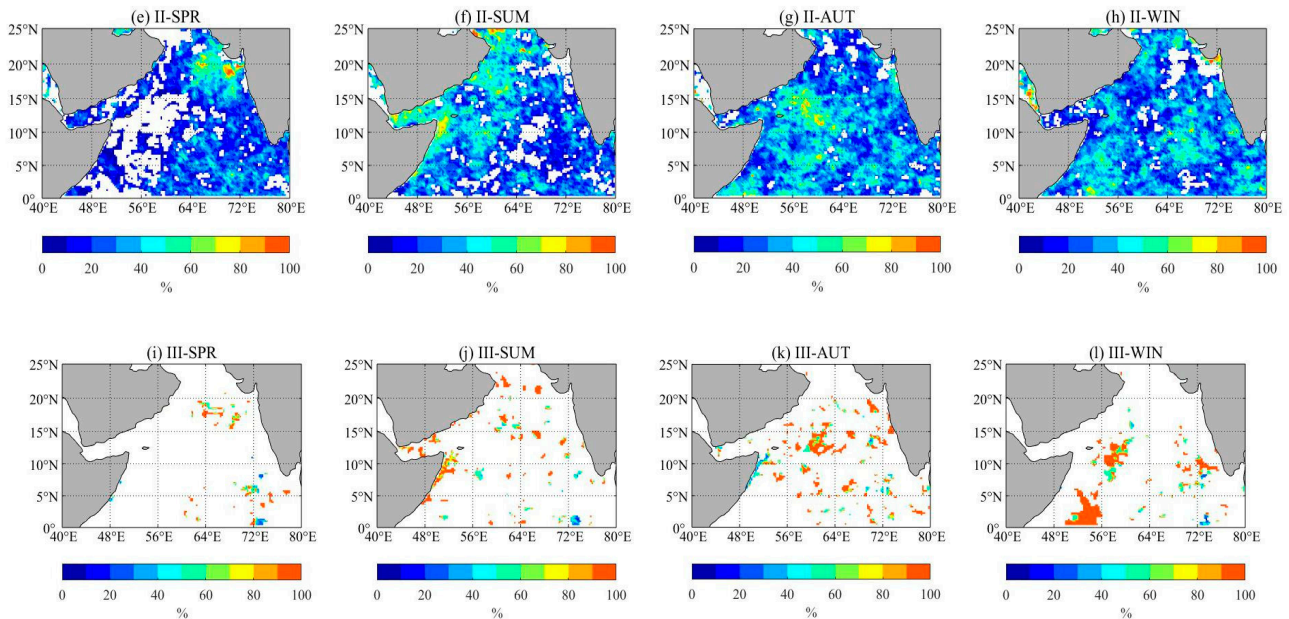 (e) II-SPR
(f) II-SUM
(g) II-AUT
(h) II-WIN
25°N
20°N
15°N
10°N
5°N
0°
40°E 48°E 56°E 64°E 72°E 80°E
0 20 40 60 80 100
%
25°N
20°N
15°N
10°N
5°N
0°
40°E 48°E 56°E 64°E 72°E 80°E
0 20 40 60 80 100
%
25°N
20°N
15°N
10°N
5°N
0°
40°E 48°E 56°E 64°E 72°E 80°E
0 20 40 60 80 100
%
25°N
20°N
15°N
10°N
5°N
0°
40°E 48°E 56°E 64°E 72°E 80°E
0 20 40 60 80 100
%
(i) III-SPR
(j) III-SUM
(k) III-AUT
(l) III-WIN
25°N
20°N
15°N
10°N
5°N
0°
48°E 56°E 64°E 72°E 80°E
0 20 40 60 80 100
%
25°N
20°N
15°N
10°N
5°N
0°
48°E 56°E 64°E 72°E 80°E
0 20 40 60 80 100
%
25°N
20°N
15°N
10°N
5°N
0°
48°E 56°E 64°E 72°E 80°E
0 20 40 60 80 100
%
25°N
20°N
15°N
10°N
5°N
0°
48°E 56°E 64°E 72°E 80°E
0 20 40 60 80 100
%